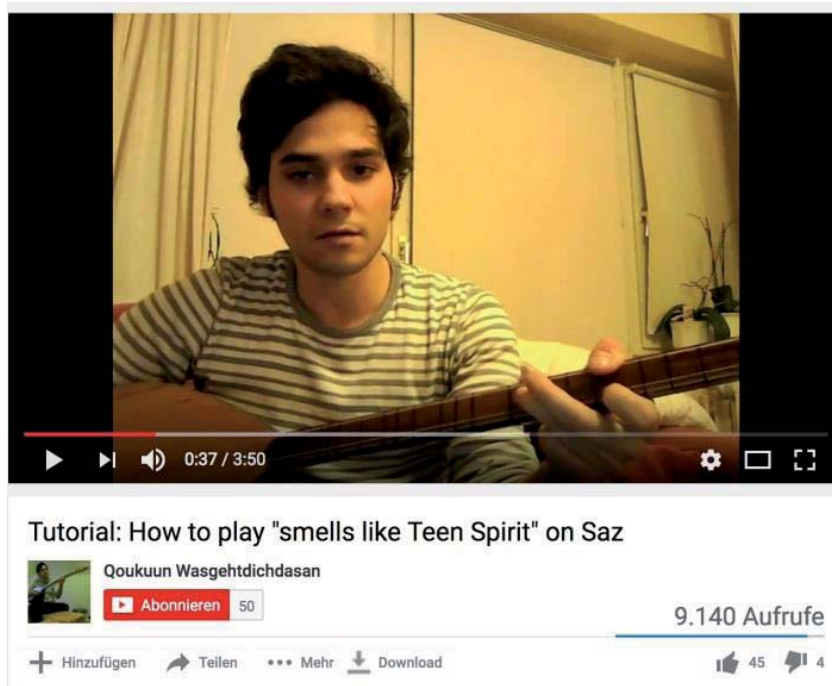 0:37 / 3:50
Tutorial: How to play "smells like Teen Spirit" on Saz
Qoukuun Wasgehtdichdasan
Abonnieren 50
9.140 Aufrufe
Hinzufügen Teilen Mehr Download 45 4